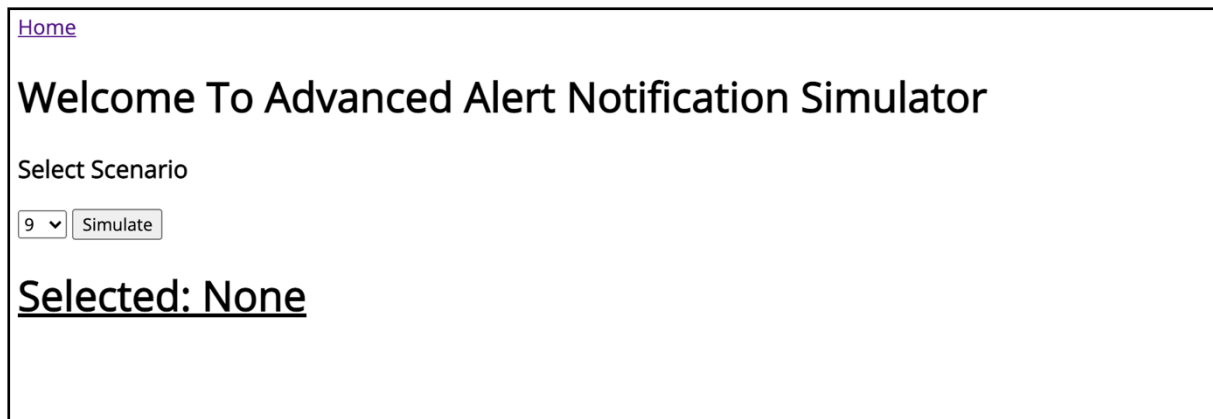 Home
Welcome To Advanced Alert Notification Simulator
Select Scenario
9 Simulate
Selected: None